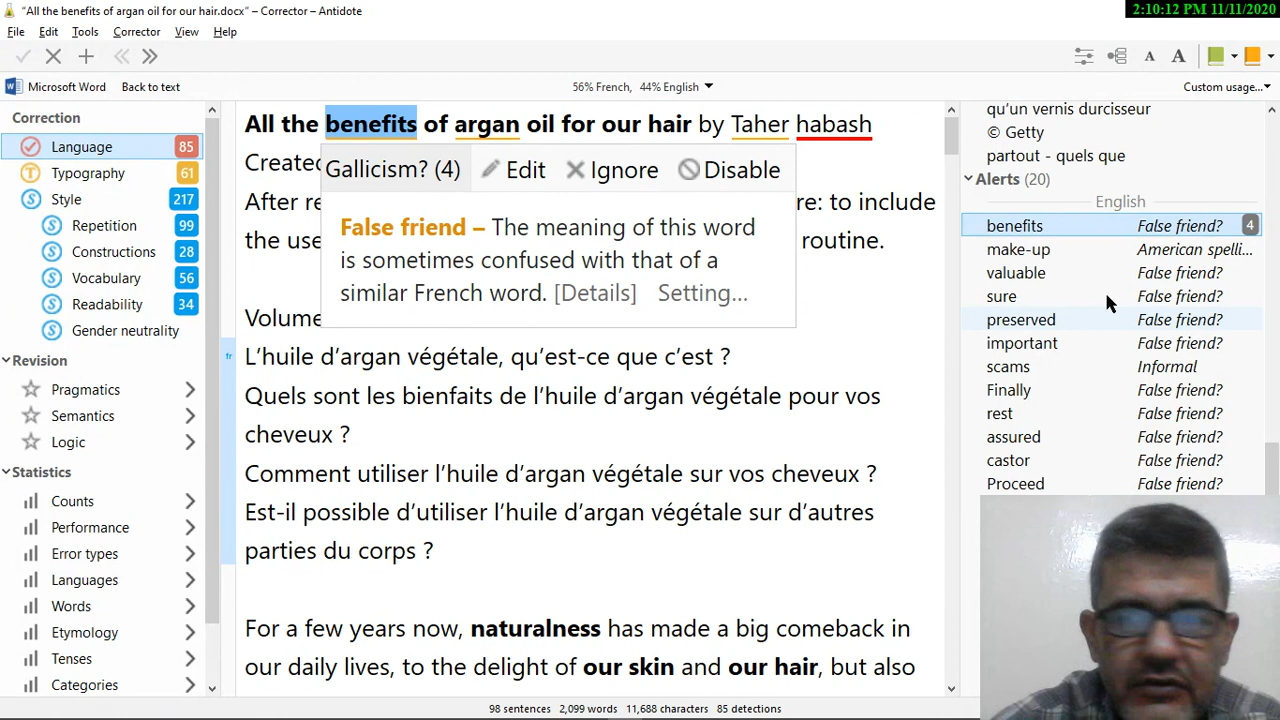 "All the benefits of argan oil for our hair.docx" – Corrector – Antidote
2:10:12 PM 11/11/2020
File Edit Tools Corrector View Help
A A
Microsoft Word Back to text
56% French, 44% English
Custom usage...
Correction
Language 85
Typography 61
Style 217
Repetition 99
Constructions 28
Vocabulary 56
Readability 34
Gender neutrality
Revision
Pragmatics
Semantics
Logic
Statistics
Counts
Performance
Error types
Languages
Words
Etymology
Tenses
Categories
All the benefits of argan oil for our hair by Taher habash
Created
After re
re: to include
the use
routine.
Gallicism? (4) Edit Ignore Disable
False friend – The meaning of this word
is sometimes confused with that of a
similar French word. [Details] Setting...
Volume
fr
L'huile d'argan végétale, qu'est-ce que c'est ?
Quels sont les bienfaits de l'huile d'argan végétale pour vos
cheveux ?
Comment utiliser l'huile d'argan végétale sur vos cheveux ?
Est-il possible d'utiliser l'huile d'argan végétale sur d'autres
parties du corps ?
For a few years now, naturalness has made a big comeback in
our daily lives, to the delight of our skin and our hair, but also
qu'un vernis durcisseur
© Getty
partout - quels que
Alerts (20)
English
benefits False friend? 4
make-up American spelli...
valuable False friend?
sure False friend?
preserved False friend?
important False friend?
scams Informal
Finally False friend?
rest False friend?
assured False friend?
castor False friend?
Proceed False friend?
98 sentences 2,099 words 11,688 characters 85 detections